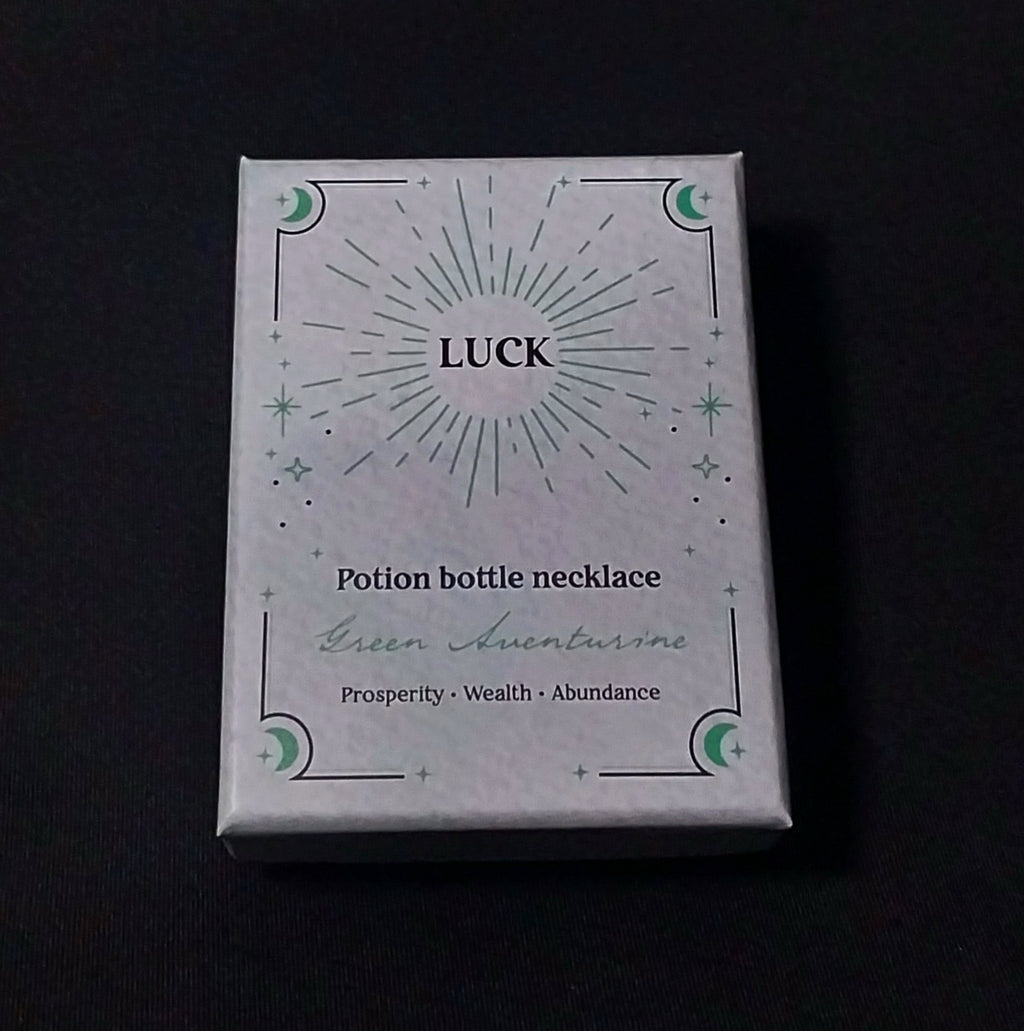 LUCK
Potion bottle necklace
Green Aventurine
Prosperity • Wealth • Abundance